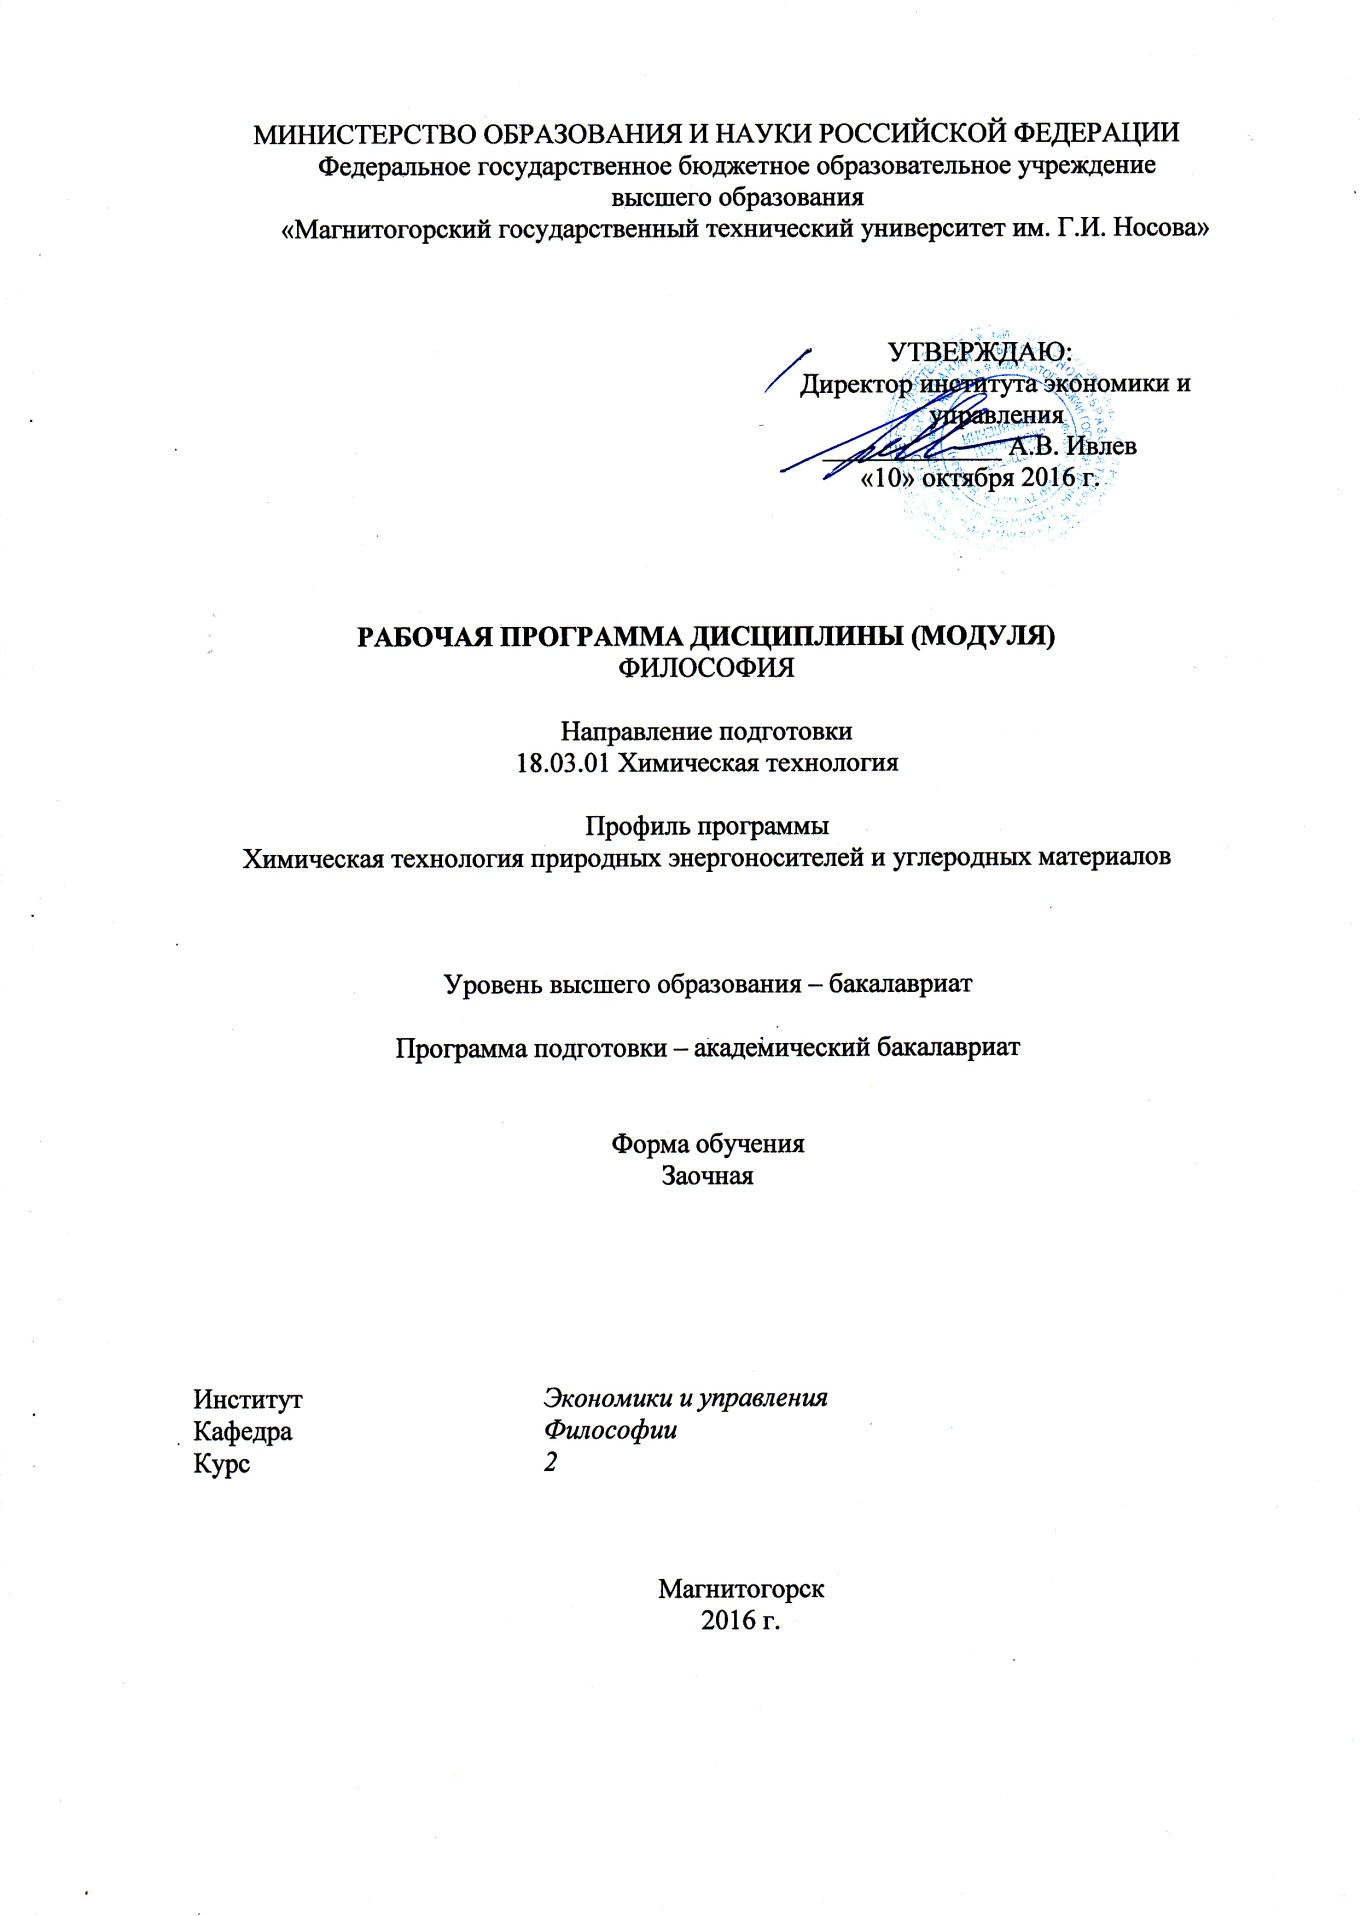 МИНИСТЕРСТВО ОБРАЗОВАНИЯ И НАУКИ РОССИЙСКОЙ ФЕДЕРАЦИИ
Федеральное государственное бюджетное образовательное учреждение
высшего образования
«Магнитогорский государственный технический университет им. Г.И. Носова»
УТВЕРЖДАЮ:
Директор института экономики и
управления
А.В. Ивлев
«10» октября 2016 г.
РАБОЧАЯ ПРОГРАММА ДИСЦИПЛИНЫ (МОДУЛЯ)
ФИЛОСОФИЯ
Направление подготовки
18.03.01 Химическая технология
Профиль программы
Химическая технология природных энергоносителей и углеродных материалов
Уровень высшего образования – бакалавриат
Программа подготовки – академический бакалавриат
Форма обучения
Заочная
Институт Экономики и управления
Кафедра Философии
Курс 2
Магнитогорск
2016 г.